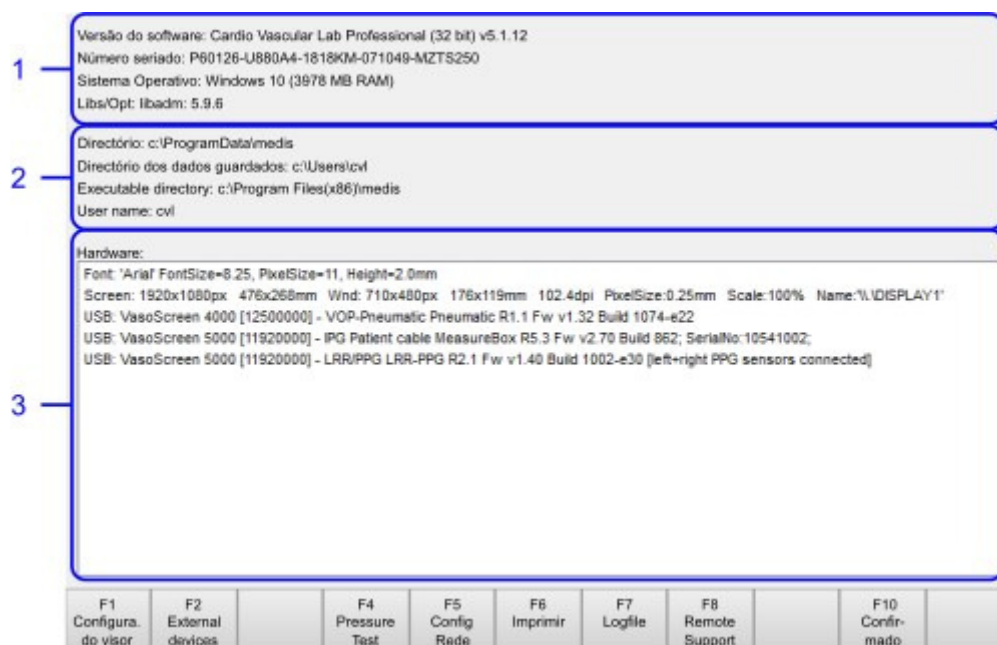 1
Versão do software: Cardio Vascular Lab Professional (32 bit) v5.1.12
Número seriado: P60126-U880A4-1818KM-071049-MZTS250
Sistema Operativo: Windows 10 (3978 MB RAM)
Libs/Opt: libadm: 5.9.6
2
Directório: c:\ProgramData\medis
Directório dos dados guardados: c:\Users\cvl
Executable directory: c:\Program Files(x86)\medis
User name: cvl
3
Hardware:
Font: 'Arial' FontSize=8.25, PixelSize=11, Height=2.0mm
Screen: 1920x1080px 476x268mm Wnd: 710x480px 176x119mm 102.4dpi PixelSize:0.25mm Scale:100% Name:'\\.\DISPLAY1'
USB: VasoScreen 4000 [12500000] - VOP-Pneumatic Pneumatic R1.1 Fw v1.32 Build 1074-e22
USB: VasoScreen 5000 [11920000] - IPG Patient cable MeasureBox R5.3 Fw v2.70 Build 862; SerialNo:10541002;
USB: VasoScreen 5000 [11920000] - LRR/PPG LRR-PPG R2.1 Fw v1.40 Build 1002-e30 [left+right PPG sensors connected]
F1
Configura.
do visor
F2
External
devices
F4
Pressure
Test
F5
Config
Rede
F6
Imprimir
F7
Logfile
F8
Remote
Support
F10
Confir-
mado